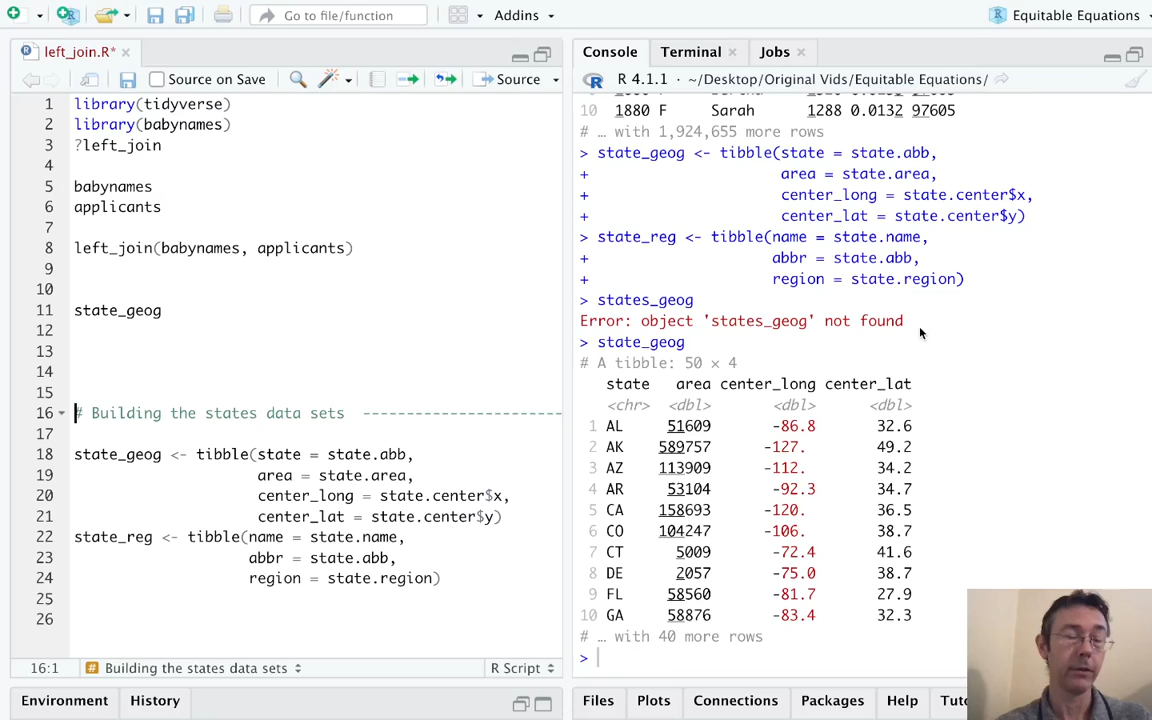 Go to file/function
Addins
Equitable Equations
left_join.R*
Source on Save
Source
1 library(tidyverse)
2 library(babynames)
3 ?left_join
4
5 babynames
6 applicants
7
8 left_join(babynames, applicants)
9
10
11 state_geog
12
13
14
15
16 # Building the states data sets -----------------------
17
18 state_geog <- tibble(state = state.abb,
19 area = state.area,
20 center_long = state.center$x,
21 center_lat = state.center$y)
22 state_reg <- tibble(name = state.name,
23 abbr = state.abb,
24 region = state.region)
25
26
16:1 Building the states data sets R Script
Environment History
Console Terminal Jobs
R 4.1.1 · ~/Desktop/Original Vids/Equitable Equations/
10 1880 F Sarah 1288 0.0132 97605
# … with 1,924,655 more rows
> state_geog <- tibble(state = state.abb,
+ area = state.area,
+ center_long = state.center$x,
+ center_lat = state.center$y)
> state_reg <- tibble(name = state.name,
+ abbr = state.abb,
+ region = state.region)
> states_geog
Error: object 'states_geog' not found
> state_geog
# A tibble: 50 × 4
state area center_long center_lat
<chr> <dbl> <dbl> <dbl>
1 AL 51609 -86.8 32.6
2 AK 589757 -127. 49.2
3 AZ 113909 -112. 34.2
4 AR 53104 -92.3 34.7
5 CA 158693 -120. 36.5
6 CO 104247 -106. 38.7
7 CT 5009 -72.4 41.6
8 DE 2057 -75.0 38.7
9 FL 58560 -81.7 27.9
10 GA 58876 -83.4 32.3
# … with 40 more rows
>
Files Plots Connections Packages Help Tuto